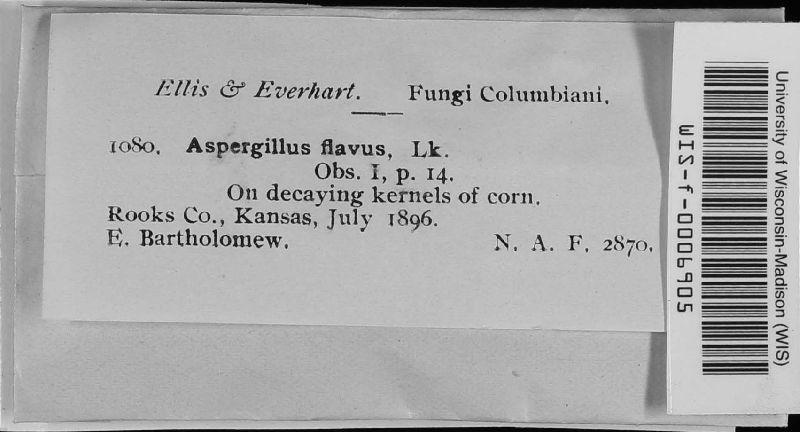 Ellis & Everhart. Fungi Columbiani.
1080. Aspergillus flavus, Lk.
Obs. I, p. 14.
On decaying kernels of corn.
Rooks Co., Kansas, July 1896.
E. Bartholomew. N. A. F. 2870.
WIS-f-0006905
University of Wisconsin-Madison (WIS)